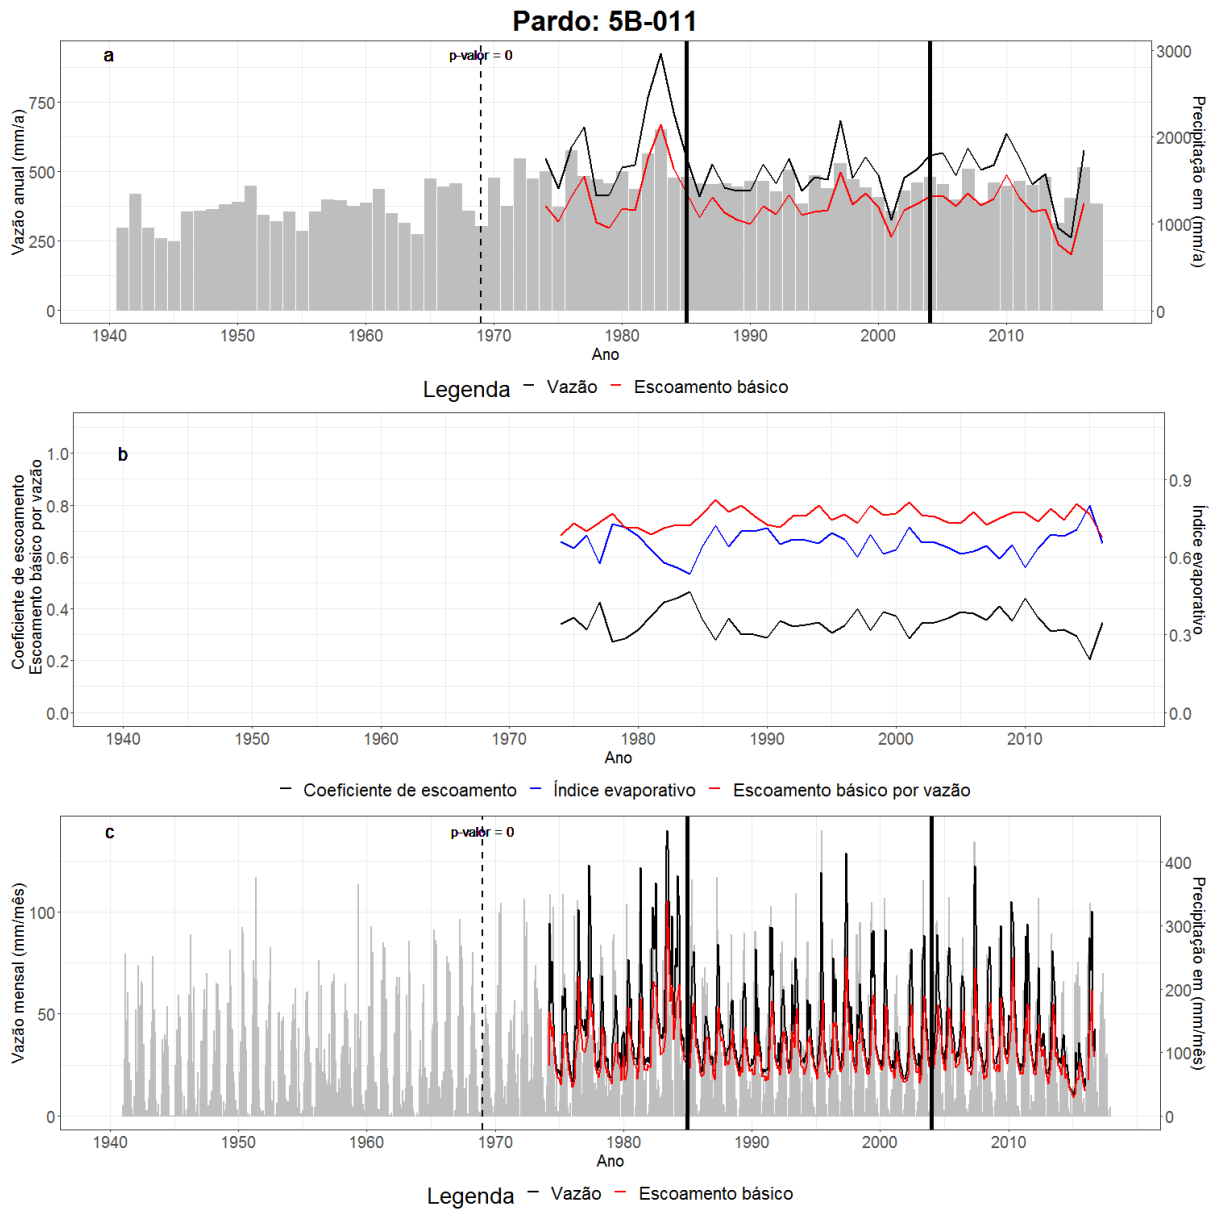 Pardo: 5B-011
a
p-valor = 0
Vazão anual (mm/a)
750
500
250
0
Precipitação em (mm/a)
3000
2000
1000
0
1940 1950 1960 1970 1980 1990 2000 2010
Ano
Legenda Vazão Escoamento básico
b
Coeficiente de escoamento
Escoamento básico por vazão
1.0
0.8
0.6
0.4
0.2
0.0
Índice evaporativo
0.9
0.6
0.3
0.0
1940 1950 1960 1970 1980 1990 2000 2010
Ano
Coeficiente de escoamento Índice evaporativo Escoamento básico por vazão
c
p-valor = 0
Vazão mensal (mm/mês)
100
50
0
Precipitação em (mm/mês)
400
300
200
100
0
1940 1950 1960 1970 1980 1990 2000 2010
Ano
Legenda Vazão Escoamento básico